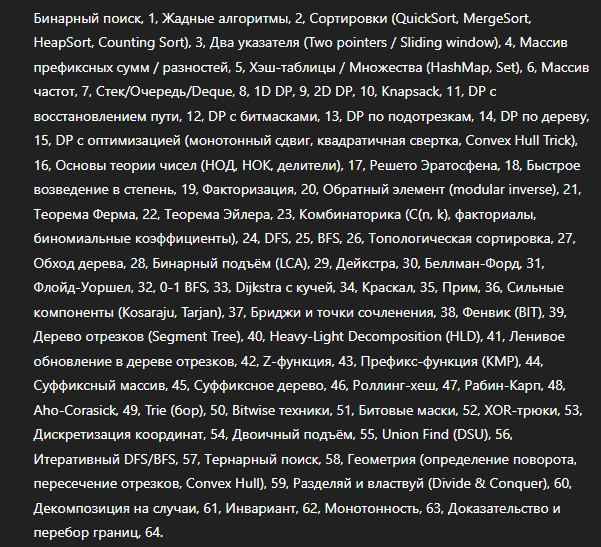 Бинарный поиск, 1, Жадные алгоритмы, 2, Сортировки (QuickSort, MergeSort,
HeapSort, Counting Sort), 3, Два указателя (Two pointers / Sliding window), 4, Массив
префиксных сумм / разностей, 5, Хэш-таблицы / Множества (HashMap, Set), 6, Массив
частот, 7, Стек/Очередь/Deque, 8, 1D DP, 9, 2D DP, 10, Knapsack, 11, DP с
восстановлением пути, 12, DP с битмасками, 13, DP по подотрезкам, 14, DP по дереву,
15, DP с оптимизацией (монотонный сдвиг, квадратичная свертка, Convex Hull Trick),
16, Основы теории чисел (НОД, НОК, делители), 17, Решето Эратосфена, 18, Быстрое
возведение в степень, 19, Факторизация, 20, Обратный элемент (modular inverse), 21,
Теорема Ферма, 22, Теорема Эйлера, 23, Комбинаторика (C(n, k), факториалы,
биномиальные коэффициенты), 24, DFS, 25, BFS, 26, Топологическая сортировка, 27,
Обход дерева, 28, Бинарный подъём (LCA), 29, Дейкстра, 30, Беллман-Форд, 31,
Флойд-Уоршел, 32, 0-1 BFS, 33, Dijkstra с кучей, 34, Краскал, 35, Прим, 36, Сильные
компоненты (Kosaraju, Tarjan), 37, Бриджи и точки сочленения, 38, Фенвик (BIT), 39,
Дерево отрезков (Segment Tree), 40, Heavy-Light Decomposition (HLD), 41, Ленивое
обновление в дереве отрезков, 42, Z-функция, 43, Префикс-функция (KMP), 44,
Суффиксный массив, 45, Суффиксное дерево, 46, Роллинг-хеш, 47, Рабин-Карп, 48,
Aho-Corasick, 49, Trie (бор), 50, Bitwise техники, 51, Битовые маски, 52, XOR-трюки, 53,
Дискретизация координат, 54, Двоичный подъём, 55, Union Find (DSU), 56,
Итеративный DFS/BFS, 57, Тернарный поиск, 58, Геометрия (определение поворота,
пересечение отрезков, Convex Hull), 59, Разделяй и властвуй (Divide & Conquer), 60,
Декомпозиция на случаи, 61, Инвариант, 62, Монотонность, 63, Доказательство и
перебор границ, 64.